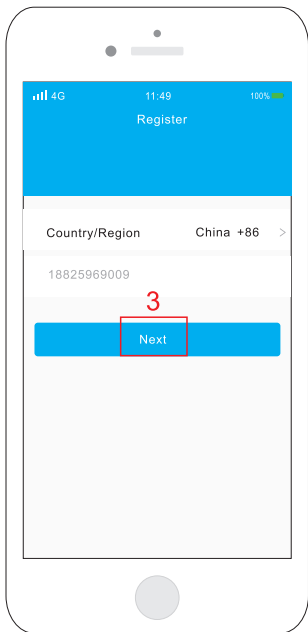 4G 11:49 100%
Register
Country/Region China +86 >
18825969009
3
Next